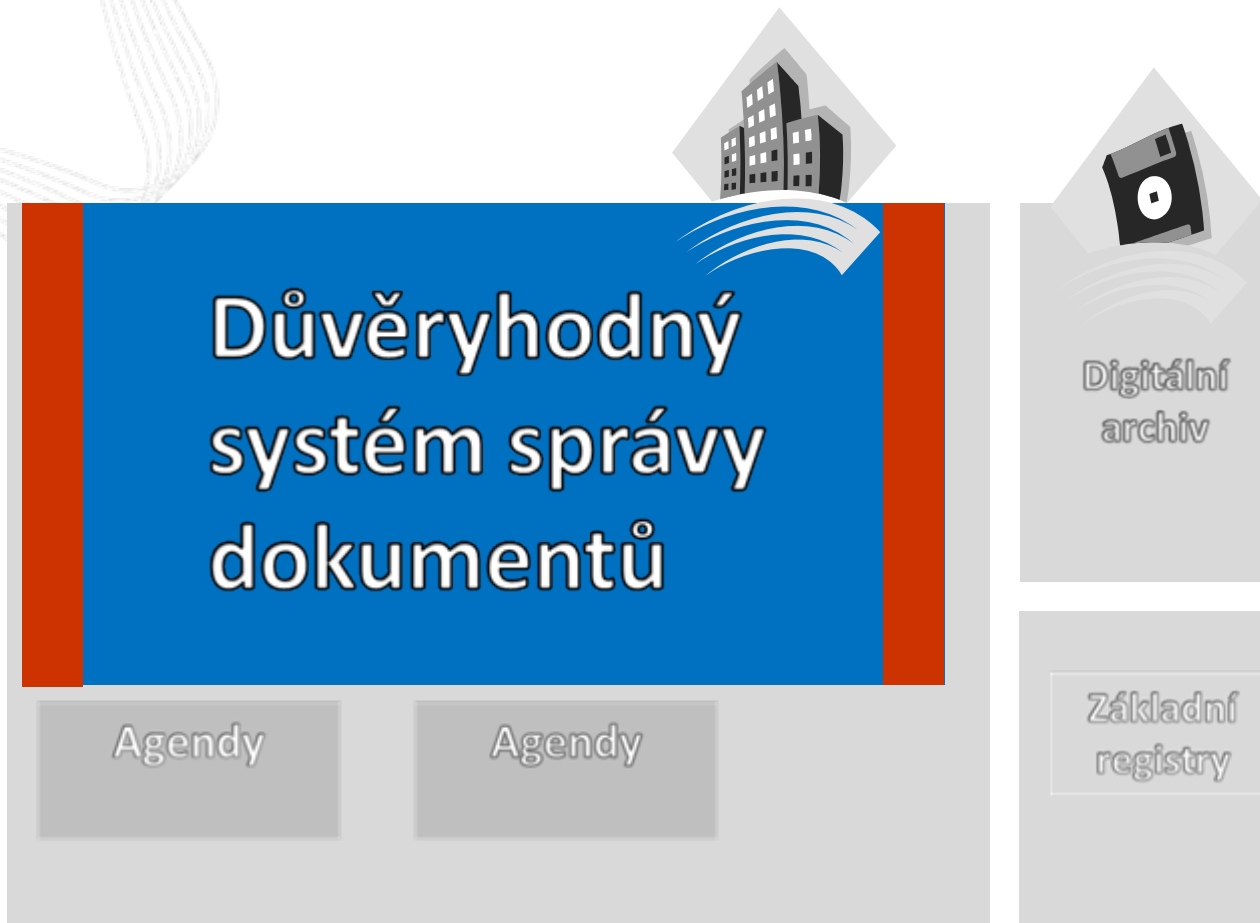 Důvěryhodný
systém správy
dokumentů
Digitální
archiv
Agendy
Agendy
Základní
registry